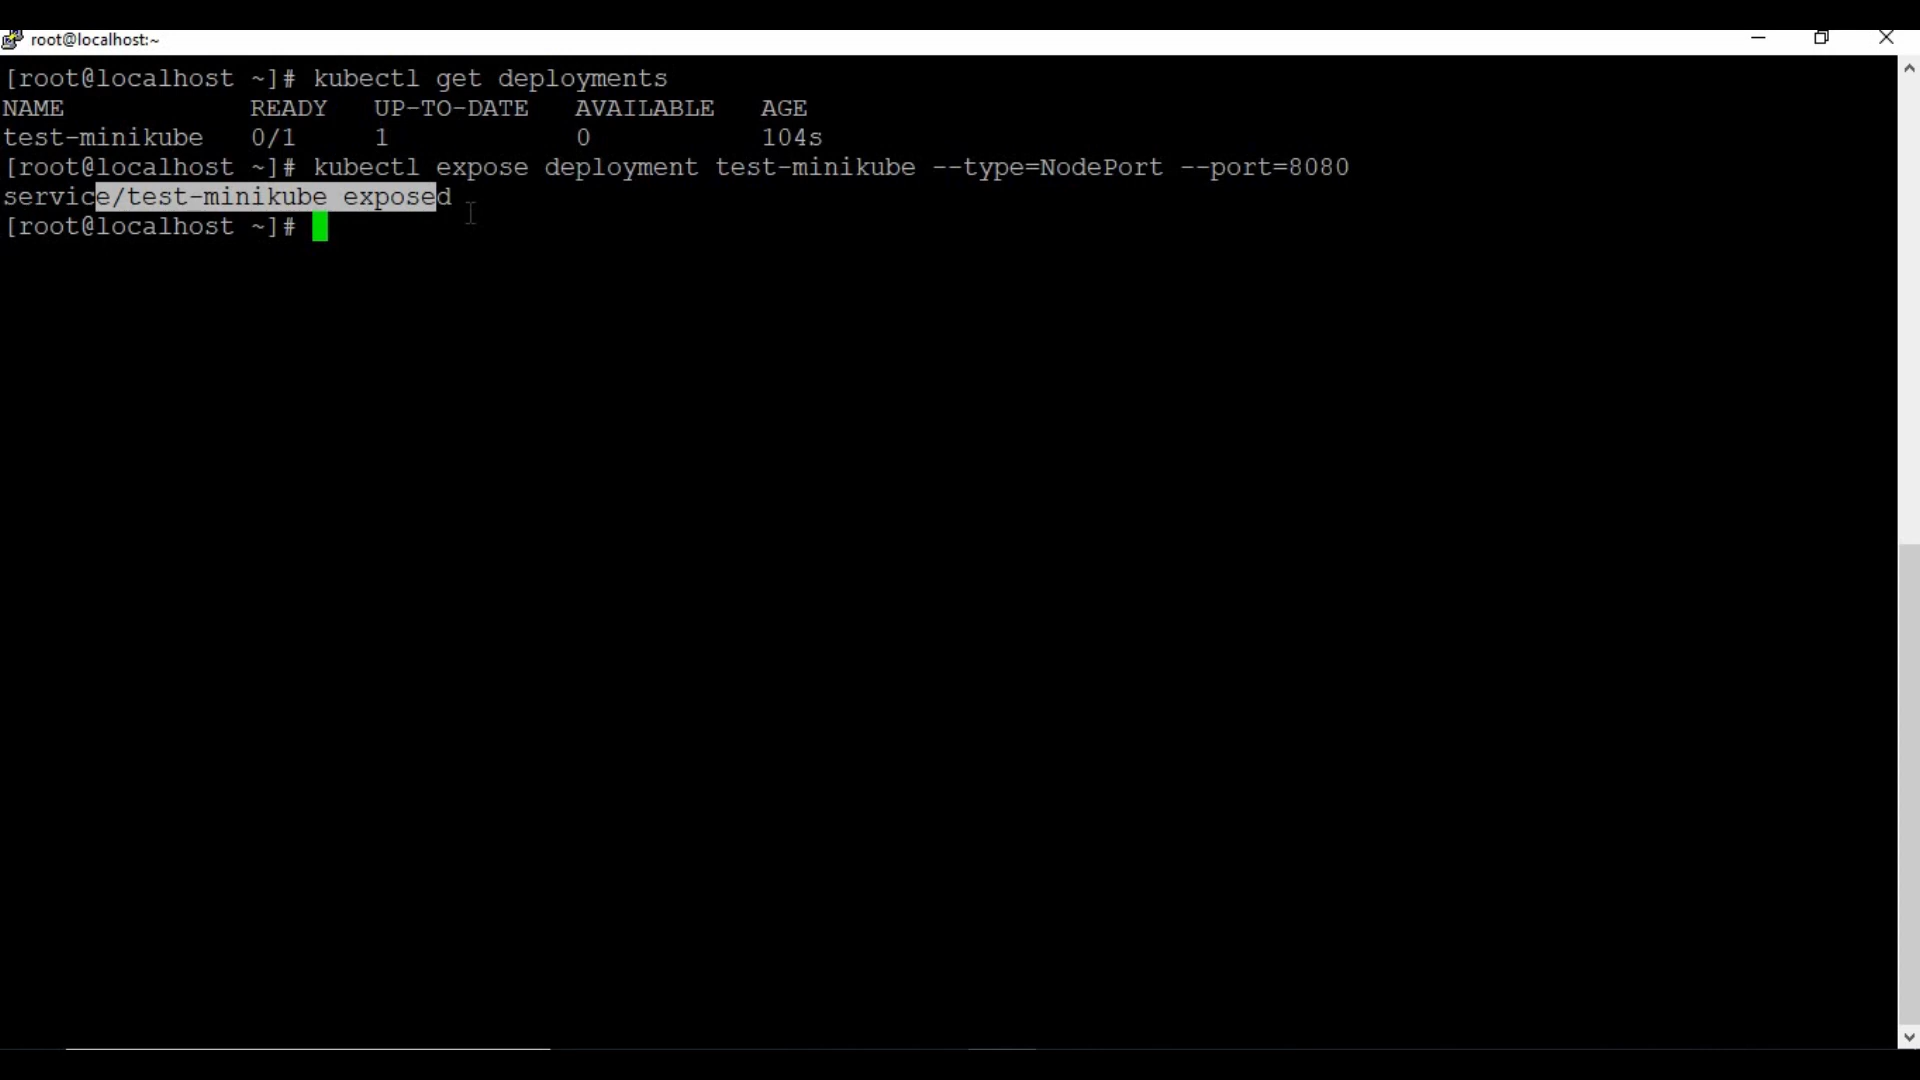 root@localhost:~
[root@localhost ~]# kubectl get deployments
NAME READY UP-TO-DATE AVAILABLE AGE
test-minikube 0/1 1 0 104s
[root@localhost ~]# kubectl expose deployment test-minikube --type=NodePort --port=8080
service/test-minikube exposed
[root@localhost ~]#